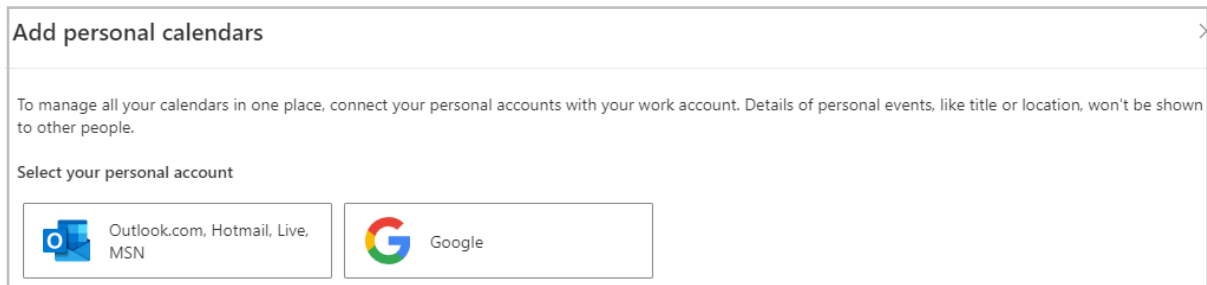 Add personal calendars
To manage all your calendars in one place, connect your personal accounts with your work account. Details of personal events, like title or location, won't be shown
to other people.
Select your personal account
Outlook.com, Hotmail, Live,
MSN
Google